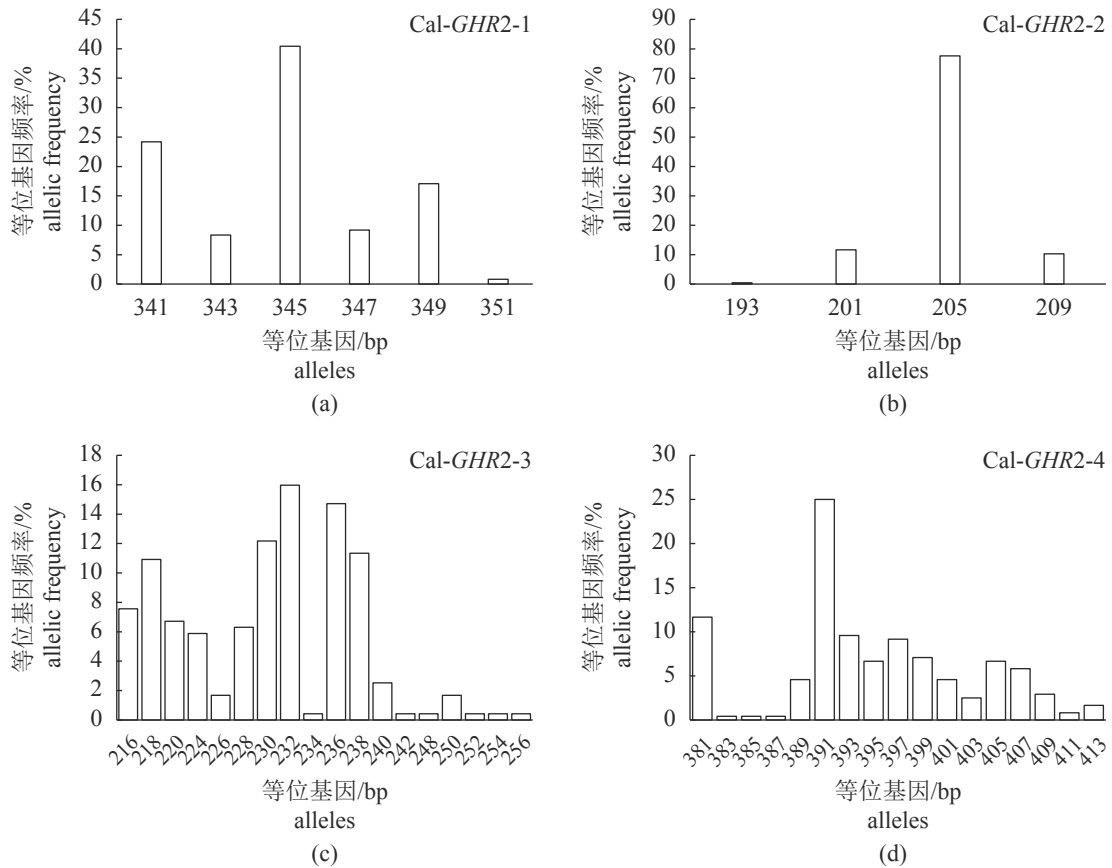 Cal-GHR2-1
等位基因频率/%
allelic frequency
45
40
35
30
25
20
15
10
5
0
341 343 345 347 349 351
等位基因/bp
alleles
(a)
Cal-GHR2-2
等位基因频率/%
allelic frequency
90
80
70
60
50
40
30
20
10
0
193 201 205 209
等位基因/bp
alleles
(b)
Cal-GHR2-3
等位基因频率/%
allelic frequency
18
16
14
12
10
8
6
4
2
0
216 218 220 224 226 228 230 232 234 236 238 240 242 248 250 252 254 256
等位基因/bp
alleles
(c)
Cal-GHR2-4
等位基因频率/%
allelic frequency
30
25
20
15
10
5
0
381 383 385 387 389 391 393 395 397 399 401 403 405 407 409 411 413
等位基因/bp
alleles
(d)